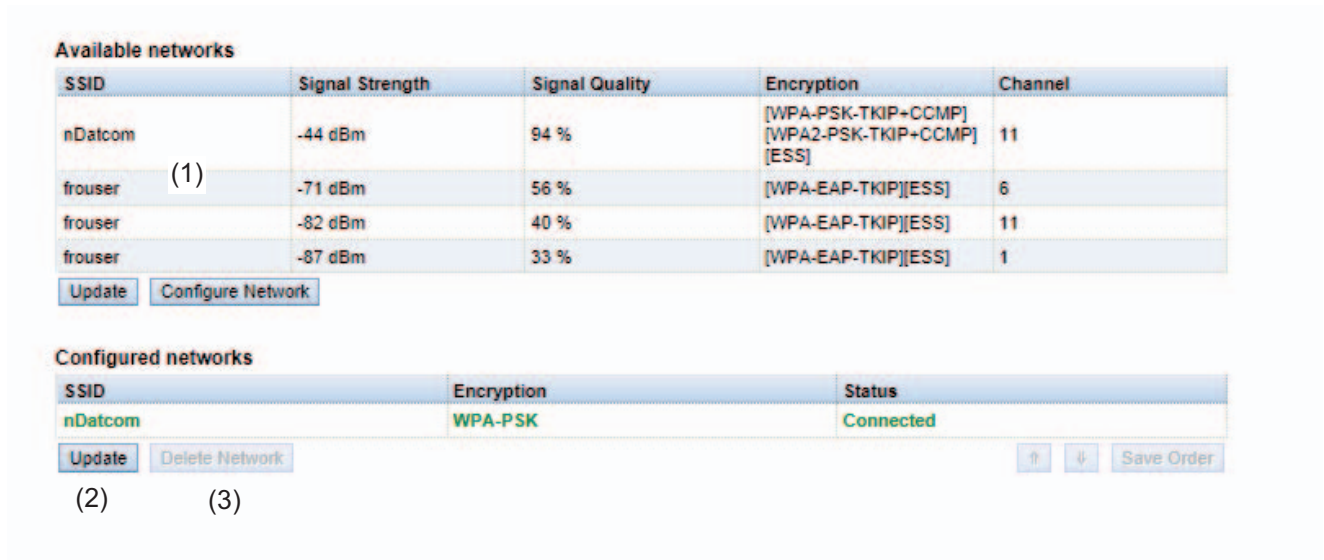 Available networks
SSID Signal Strength Signal Quality Encryption Channel
nDatcom -44 dBm 94 % [WPA-PSK-TKIP+CCMP] [WPA2-PSK-TKIP+CCMP] [ESS] 11
(1)
frouser -71 dBm 56 % [WPA-EAP-TKIP][ESS] 6
frouser -82 dBm 40 % [WPA-EAP-TKIP][ESS] 11
frouser -87 dBm 33 % [WPA-EAP-TKIP][ESS] 1
Update Configure Network
Configured networks
SSID Encryption Status
nDatcom WPA-PSK Connected
Update Delete Network ⇑ ⇓ Save Order
(2) (3)